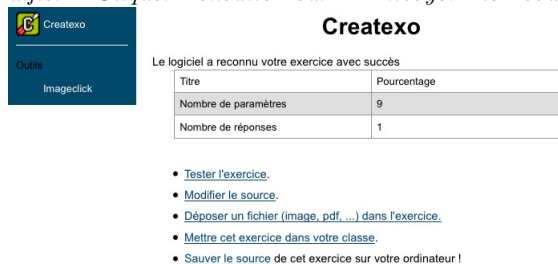 Createxo
Outils
Imageclick
Createxo
Le logiciel a reconnu votre exercice avec succès
Titre Pourcentage
Nombre de paramètres 9
Nombre de réponses 1
Tester l'exercice.
Modifier le source.
Déposer un fichier (image, pdf, ...) dans l'exercice.
Mettre cet exercice dans votre classe.
Sauver le source de cet exercice sur votre ordinateur !